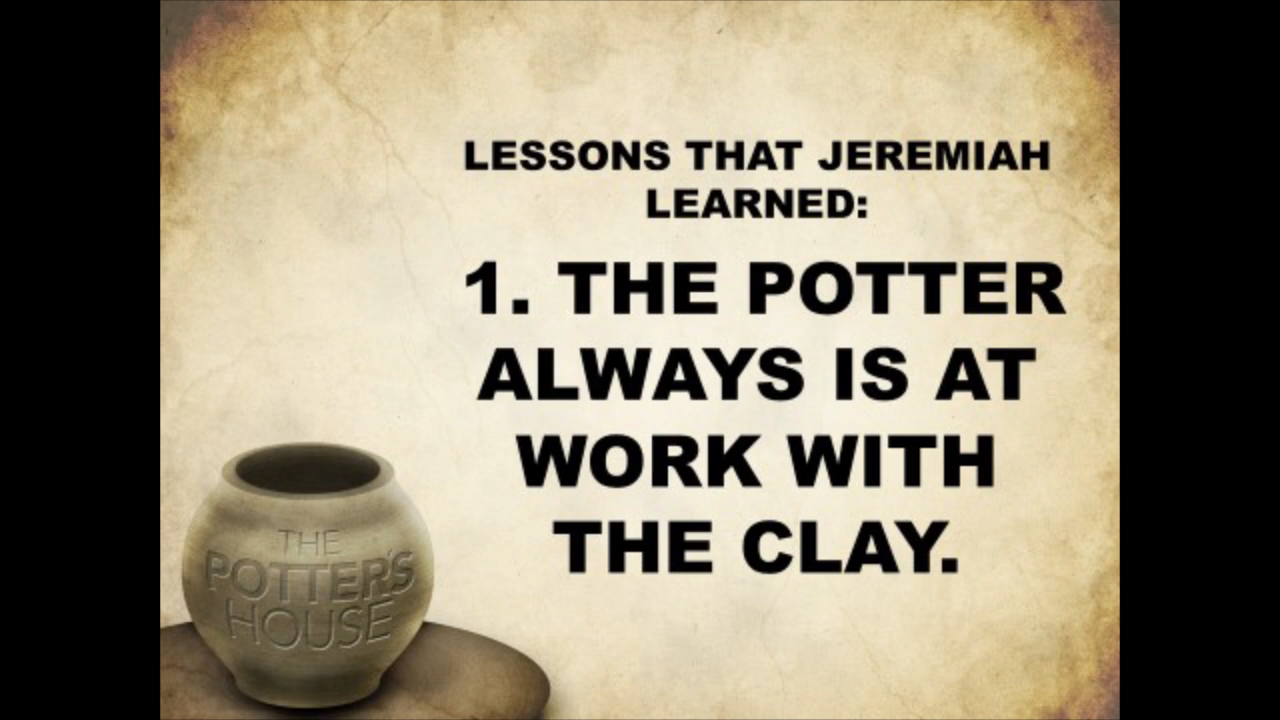 LESSONS THAT JEREMIAH
LEARNED:
1. THE POTTER
ALWAYS IS AT
WORK WITH
THE CLAY.
THE
POTTER'S
HOUSE